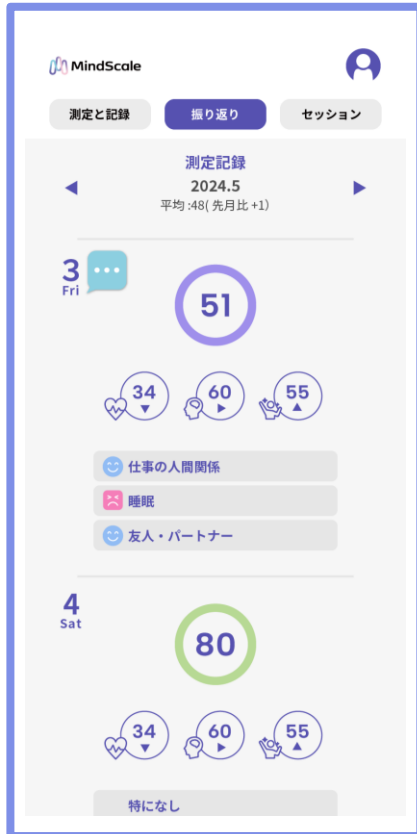 MindScale
測定と記録 振り返り セッション
測定記録
◀ 2024.5 ▶
平均 :48( 先月比 +1)
3
Fri
51
34 60 55
▼ ▶ ▲
仕事の人間関係
睡眠
友人・パートナー
4
Sat
80
34 60 55
▼ ▶ ▲
特になし